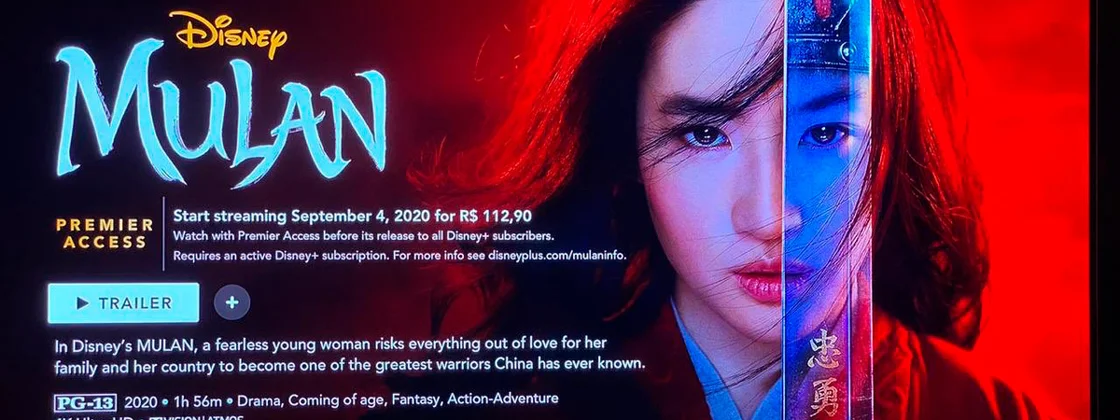 Disney
MULAN
PREMIER
ACCESS
Start streaming September 4, 2020 for R$ 112,90
Watch with Premier Access before its release to all Disney+ subscribers.
Requires an active Disney+ subscription. For more info see disneyplus.com/mulaninfo.
TRAILER
In Disney's MULAN, a fearless young woman risks everything out of love for her
family and her country to become one of the greatest warriors China has ever known.
PG-13 2020 • 1h 56m • Drama, Coming of age, Fantasy, Action-Adventure
忠
勇